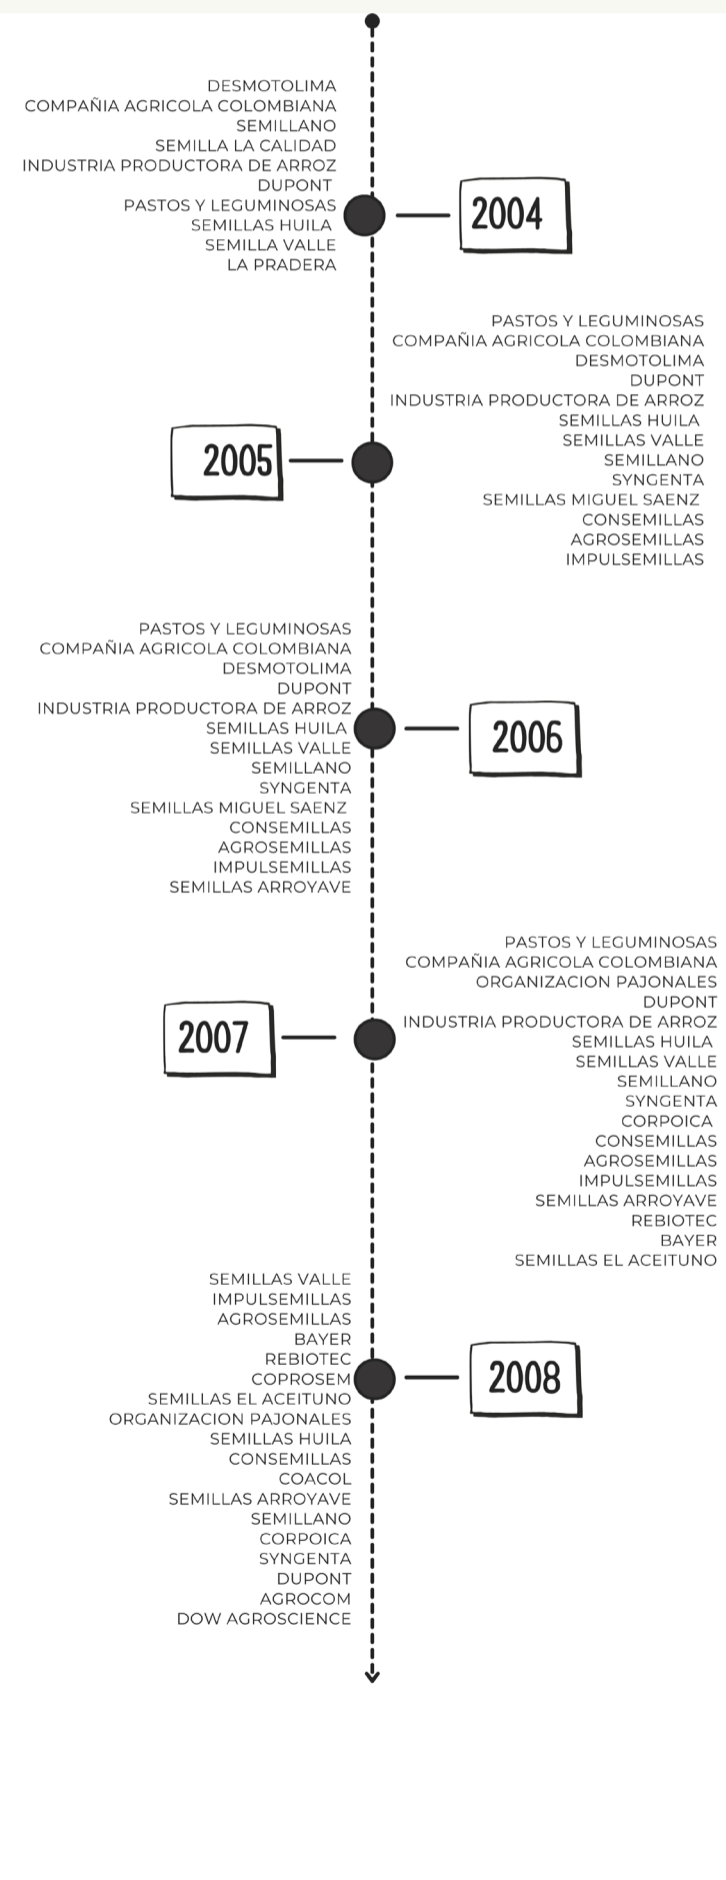 DESMOTOLIMA
COMPAÑIA AGRICOLA COLOMBIANA
SEMILLANO
SEMILLA LA CALIDAD
INDUSTRIA PRODUCTORA DE ARROZ
DUPONT
PASTOS Y LEGUMINOSAS
SEMILLAS HUILA
SEMILLA VALLE
LA PRADERA
2004
PASTOS Y LEGUMINOSAS
COMPAÑIA AGRICOLA COLOMBIANA
DESMOTOLIMA
DUPONT
INDUSTRIA PRODUCTORA DE ARROZ
SEMILLAS HUILA
SEMILLAS VALLE
SEMILLANO
SYNGENTA
SEMILLAS MIGUEL SAENZ
CONSEMILLAS
AGROSEMILLAS
IMPULSEMILLAS
2005
PASTOS Y LEGUMINOSAS
COMPAÑIA AGRICOLA COLOMBIANA
DESMOTOLIMA
DUPONT
INDUSTRIA PRODUCTORA DE ARROZ
SEMILLAS HUILA
SEMILLAS VALLE
SEMILLANO
SYNGENTA
SEMILLAS MIGUEL SAENZ
CONSEMILLAS
AGROSEMILLAS
IMPULSEMILLAS
SEMILLAS ARROYAVE
2006
PASTOS Y LEGUMINOSAS
COMPAÑIA AGRICOLA COLOMBIANA
ORGANIZACION PAJONALES
DUPONT
INDUSTRIA PRODUCTORA DE ARROZ
SEMILLAS HUILA
SEMILLAS VALLE
SEMILLANO
SYNGENTA
CORPOICA
CONSEMILLAS
AGROSEMILLAS
IMPULSEMILLAS
SEMILLAS ARROYAVE
REBIOTEC
BAYER
SEMILLAS EL ACEITUNO
2007
SEMILLAS VALLE
IMPULSEMILLAS
AGROSEMILLAS
BAYER
REBIOTEC
COPROSEM
SEMILLAS EL ACEITUNO
ORGANIZACION PAJONALES
SEMILLAS HUILA
CONSEMILLAS
COACOL
SEMILLAS ARROYAVE
SEMILLANO
CORPOICA
SYNGENTA
DUPONT
AGROCOM
DOW AGROSCIENCE
2008